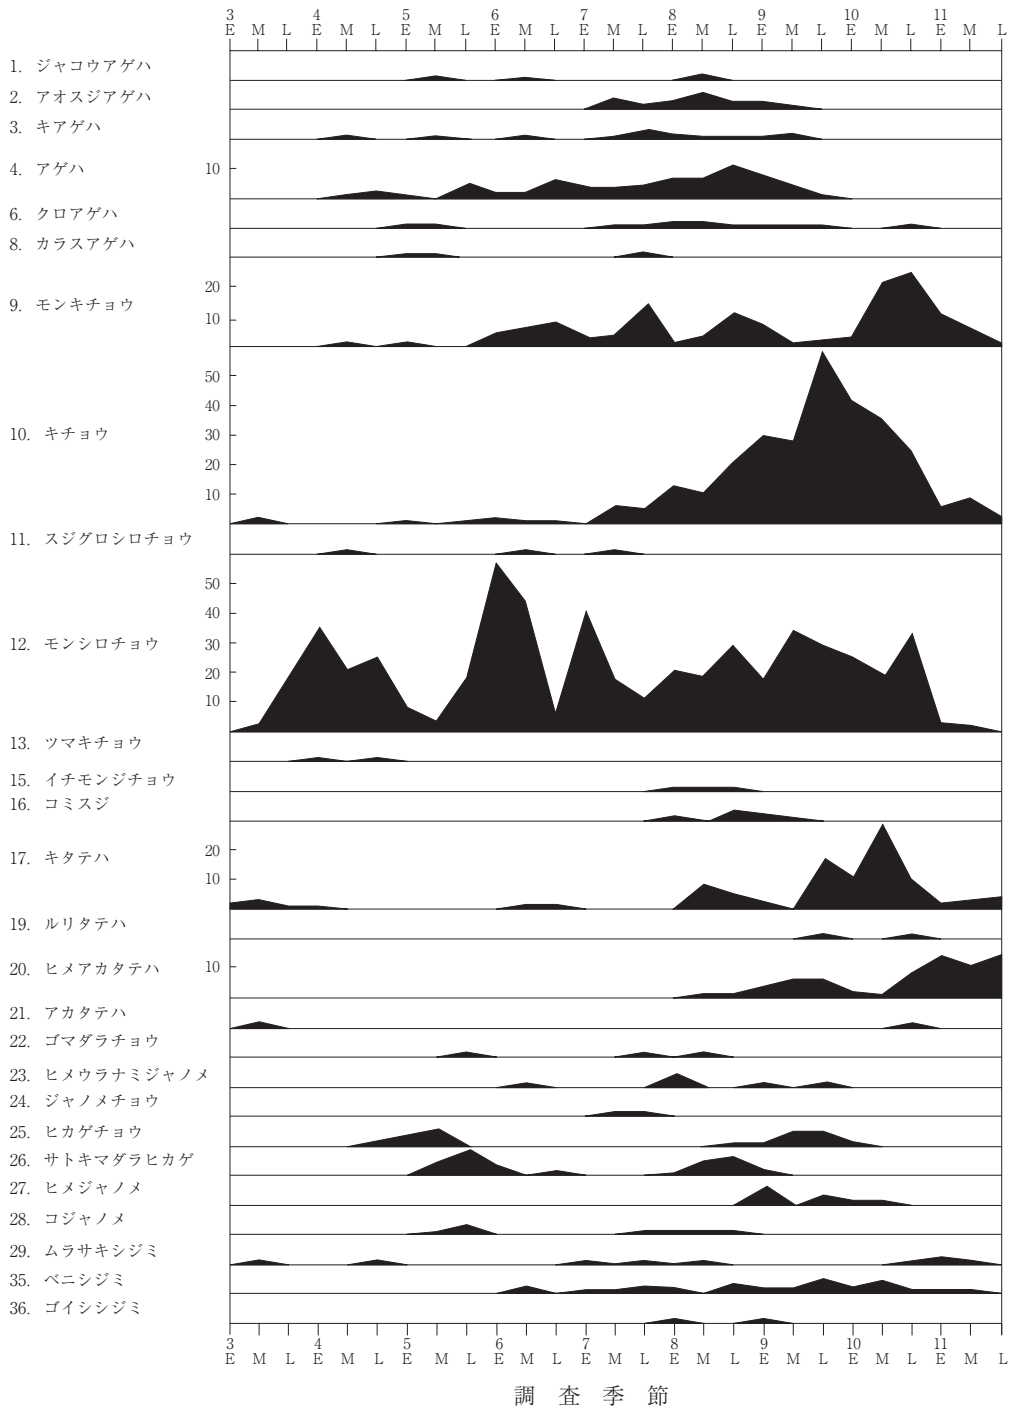 3 4 5 6 7 8 9 10 11
E M L E M L E M L E M L E M L E M L E M L E M L E M L
1. ジャコウアゲハ
2. アオスジアゲハ
3. キアゲハ
4. アゲハ 10
6. クロアゲハ
8. カラスアゲハ
20
9. モンキチョウ
10
50
40
10. キチョウ 30
20
10
11. スジグロシロチョウ
50
40
12. モンシロチョウ 30
20
10
13. ツマキチョウ
15. イチモンジチョウ
16. コミスジ
20
17. キタテハ
10
19. ルリタテハ
20. ヒメアカタテハ 10
21. アカタテハ
22. ゴマダラチョウ
23. ヒメウラナミジャノメ
24. ジャノメチョウ
25. ヒカゲチョウ
26. サトキマダラヒカゲ
27. ヒメジャノメ
28. コジャノメ
29. ムラサキシジミ
35. ベニシジミ
36. ゴイシシジミ
3 4 5 6 7 8 9 10 11
E M L E M L E M L E M L E M L E M L E M L E M L E M L
調査季節